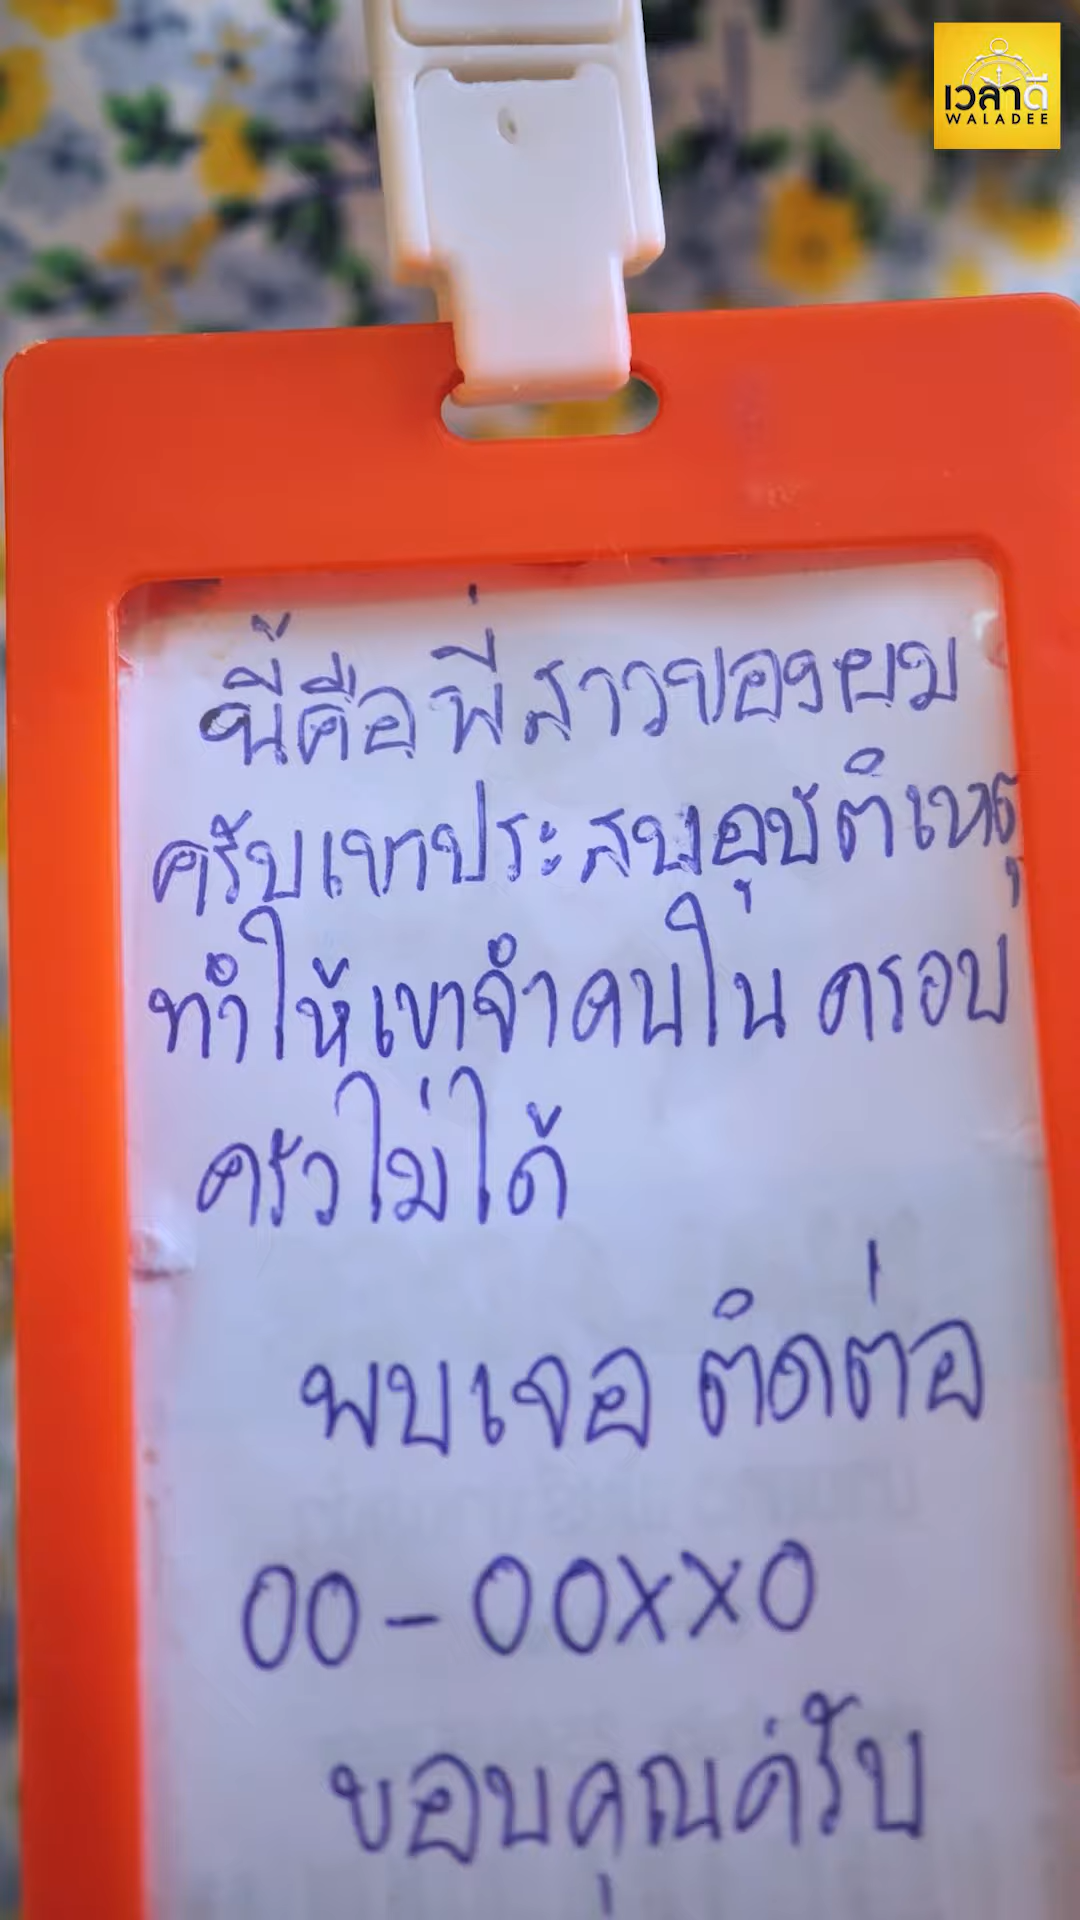 เวลาดี
WALADEE
นี้คือพี่สาวของผม
ครับเขาประสบอุบัติเหตุ
ทำให้เขาจำคนใน ครอบ
ครัวไม่ได้
พบเจอ ติดต่อ
00-00XX0
ขอบคุณค่รับ